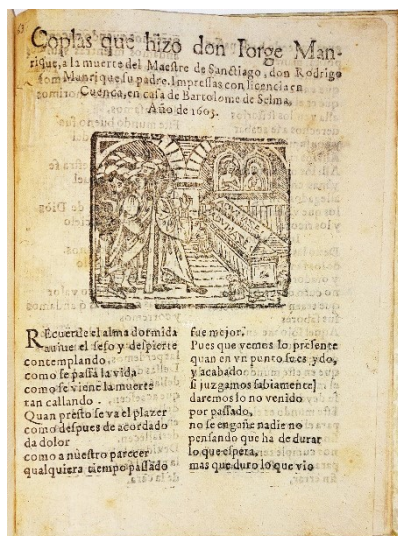 Coplas que hizo don Iorge Man-
rique, a la muerte del Maestre de Sanctiago, don Rodrigo
Manrique, su padre. Impressas con licencia en
Cuenca, en casa de Bartolome de Selma,
Año de 1603.
REcuerde el alma dormida
auiue el seso y despierte
contemplando,
como se passa la vida
como se viene la muerte
tan callando.
Quan presto se va el plazer
como despues de acordado
da dolor
como a nuestro parecer
qualquiera tiempo passado
fue mejor.
Pues que vemos lo presente
quan en vn punto se es ydo,
y acabado
si juzgamos sabiamente
daremos lo no venido
por passado,
no se engañe nadie no
pensando que ha de durar
lo que espera,
mas que duro lo que vio